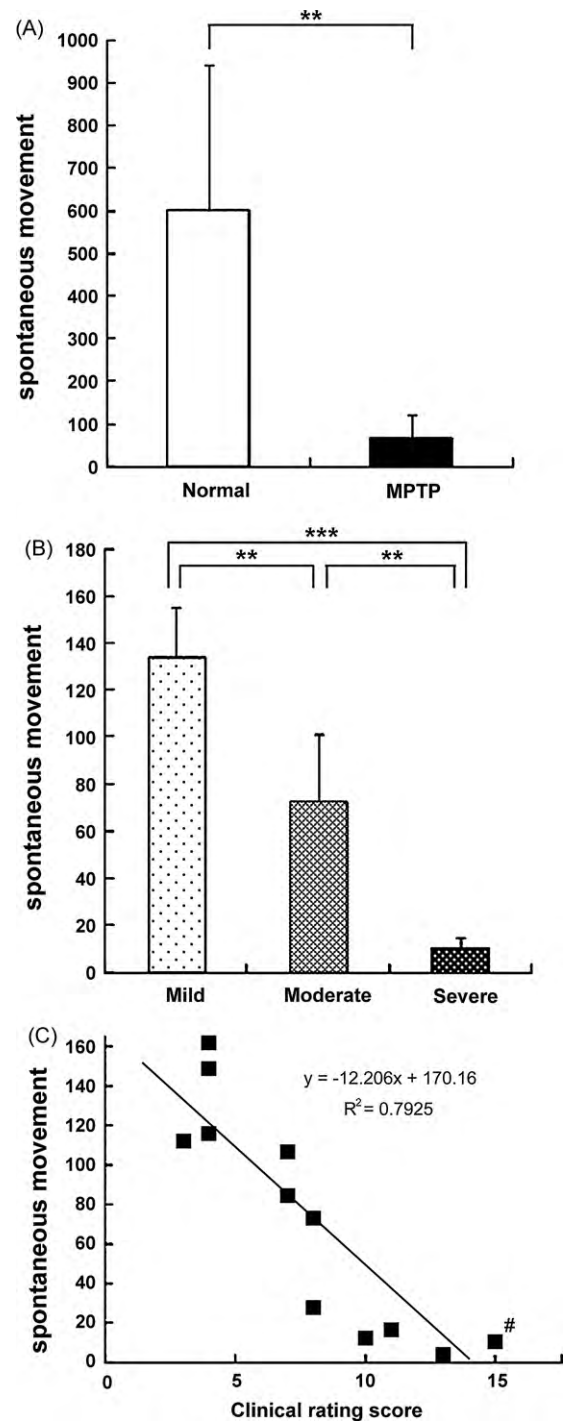 (A)
**
1000
900
800
700
600
500
400
300
200
100
0
spontaneous movement
Normal MPTP
(B)
***
** **
180
160
140
120
100
80
60
40
20
0
spontaneous movement
Mild Moderate Severe
(C)
160
140
120
100
80
60
40
20
0
spontaneous movement
y = -12.206x + 170.16
R² = 0.7925
#
5 10 15
Clinical rating score